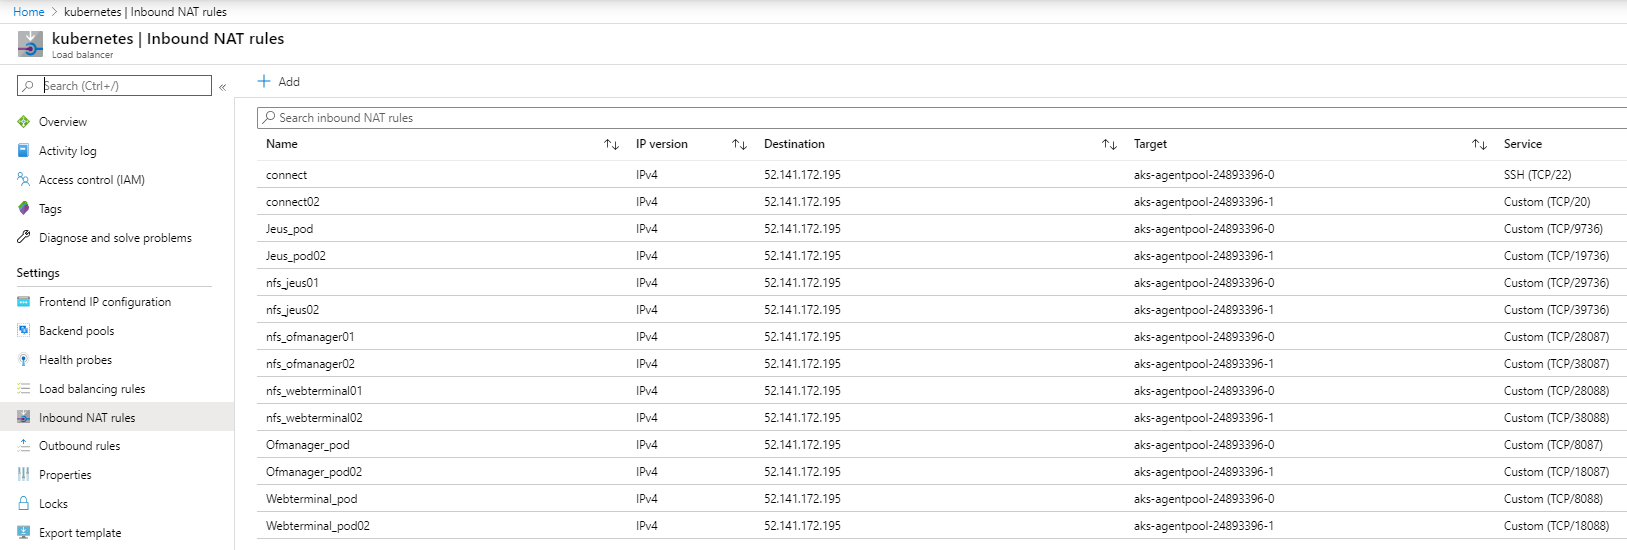 Home > kubernetes | Inbound NAT rules
kubernetes | Inbound NAT rules
Load balancer
Search (Ctrl+/) «
Add
Overview
Activity log
Access control (IAM)
Tags
Diagnose and solve problems
Settings
Frontend IP configuration
Backend pools
Health probes
Load balancing rules
Inbound NAT rules
Outbound rules
Properties
Locks
Export template
Search inbound NAT rules
Name ↑↓ IP version ↑↓ Destination ↑↓ Target ↑↓ Service
connect IPv4 52.141.172.195 aks-agentpool-24893396-0 SSH (TCP/22)
connect02 IPv4 52.141.172.195 aks-agentpool-24893396-1 Custom (TCP/20)
Jeus_pod IPv4 52.141.172.195 aks-agentpool-24893396-0 Custom (TCP/9736)
Jeus_pod02 IPv4 52.141.172.195 aks-agentpool-24893396-1 Custom (TCP/19736)
nfs_jeus01 IPv4 52.141.172.195 aks-agentpool-24893396-0 Custom (TCP/29736)
nfs_jeus02 IPv4 52.141.172.195 aks-agentpool-24893396-1 Custom (TCP/39736)
nfs_ofmanager01 IPv4 52.141.172.195 aks-agentpool-24893396-0 Custom (TCP/28087)
nfs_ofmanager02 IPv4 52.141.172.195 aks-agentpool-24893396-1 Custom (TCP/38087)
nfs_webterminal01 IPv4 52.141.172.195 aks-agentpool-24893396-0 Custom (TCP/28088)
nfs_webterminal02 IPv4 52.141.172.195 aks-agentpool-24893396-1 Custom (TCP/38088)
Ofmanager_pod IPv4 52.141.172.195 aks-agentpool-24893396-0 Custom (TCP/8087)
Ofmanager_pod02 IPv4 52.141.172.195 aks-agentpool-24893396-1 Custom (TCP/18087)
Webterminal_pod IPv4 52.141.172.195 aks-agentpool-24893396-0 Custom (TCP/8088)
Webterminal_pod02 IPv4 52.141.172.195 aks-agentpool-24893396-1 Custom (TCP/18088)